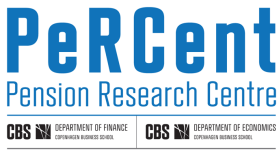 PeRCent
Pension Research Centre
CBS DEPARTMENT OF FINANCE
COPENHAGEN BUSINESS SCHOOL
CBS DEPARTMENT OF ECONOMICS
COPENHAGEN BUSINESS SCHOOL